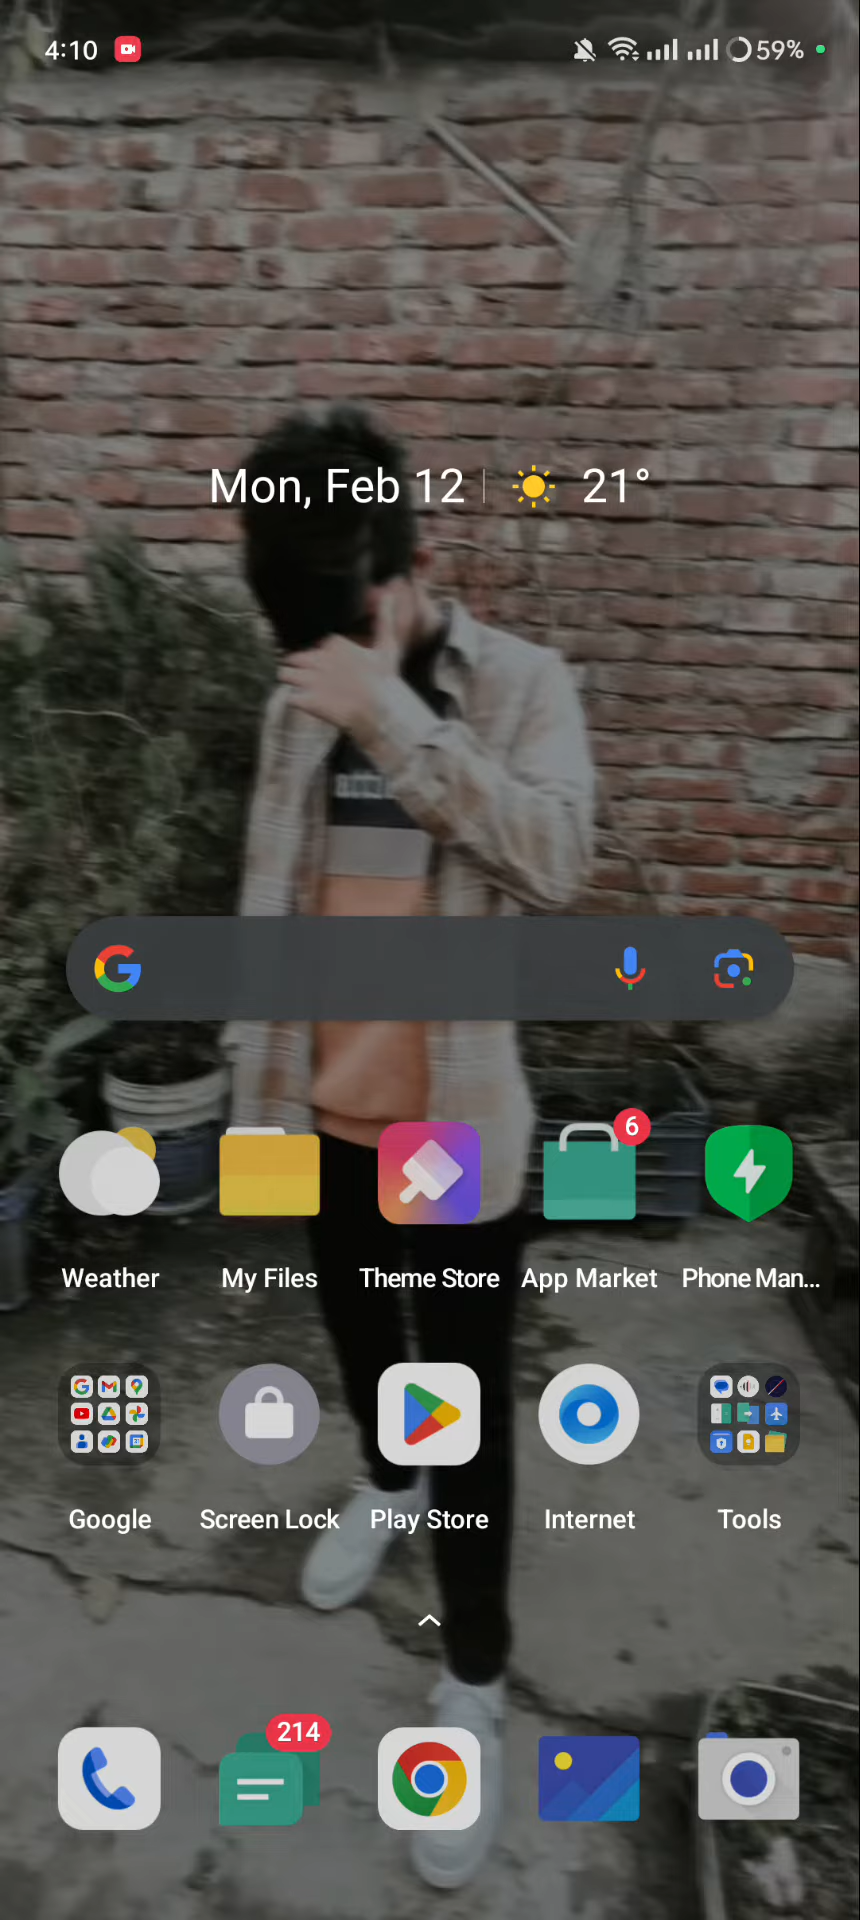 4:10 59%
Mon, Feb 12 21°
6
Weather My Files Theme Store App Market Phone Man...
Google Screen Lock Play Store Internet Tools
214